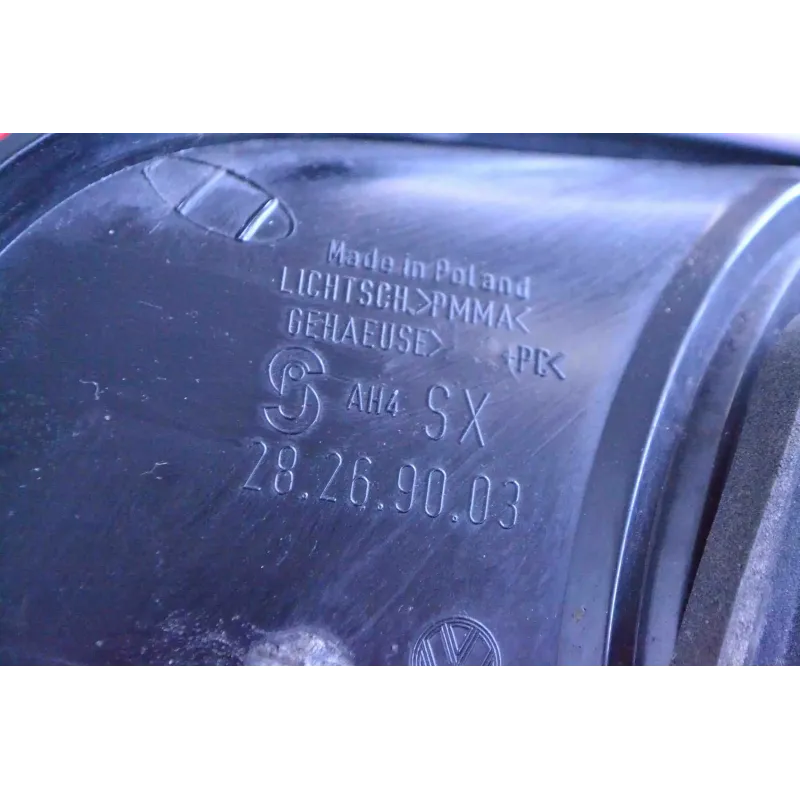 Made in Poland
LICHTSCH.>PMMA<
GEHAEUSE> +PC<
AH4 SX
28.26.90.03